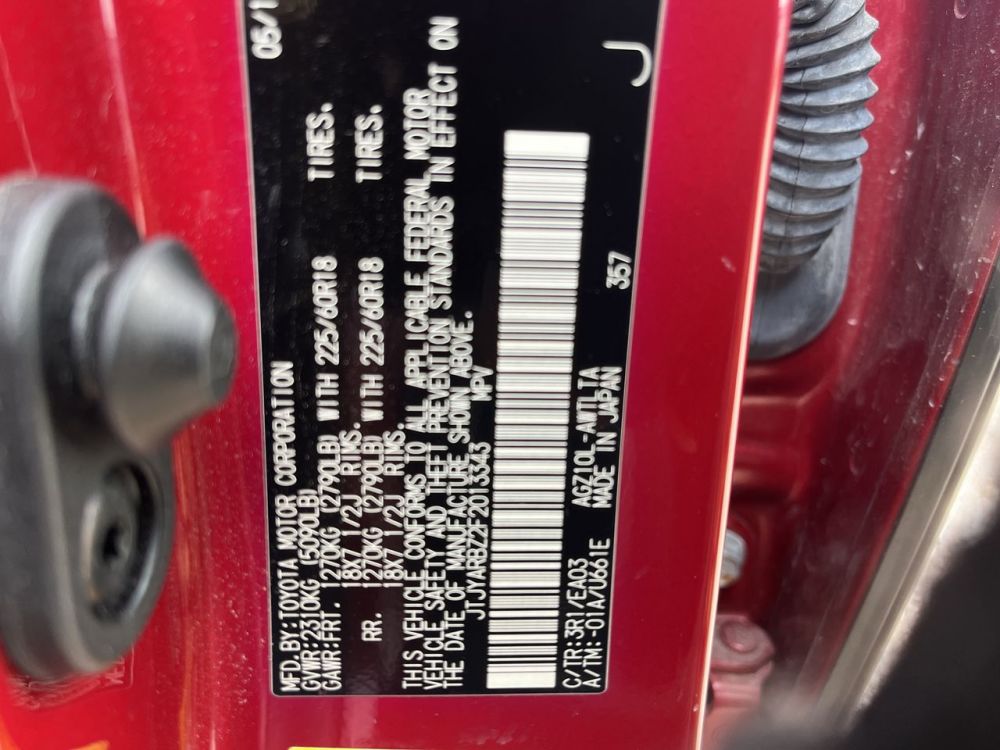 MFD.BY:TOYOTA MOTOR CORPORATION 05/1
GVWR:2310KG (5090LB)
GAWR:FRT. 1270KG (2790LB) WITH 225/60R18 TIRES.
18X7 1/2J RIMS.
RR. 1270KG (2790LB) WITH 225/60R18 TIRES.
18X7 1/2J RIMS.
THIS VEHICLE CONFORMS TO ALL APPLICABLE FEDERAL MOTOR
VEHICLE SAFETY AND THEFT PREVENTION STANDARDS IN EFFECT ON
THE DATE OF MANUFACTURE SHOWN ABOVE.
JTJYARBZ2F2013343 MPV
C/TR:3R1/EA03 AGZ10L-AWTLTA
A/TM:-01A/U661E MADE IN JAPAN 357
J